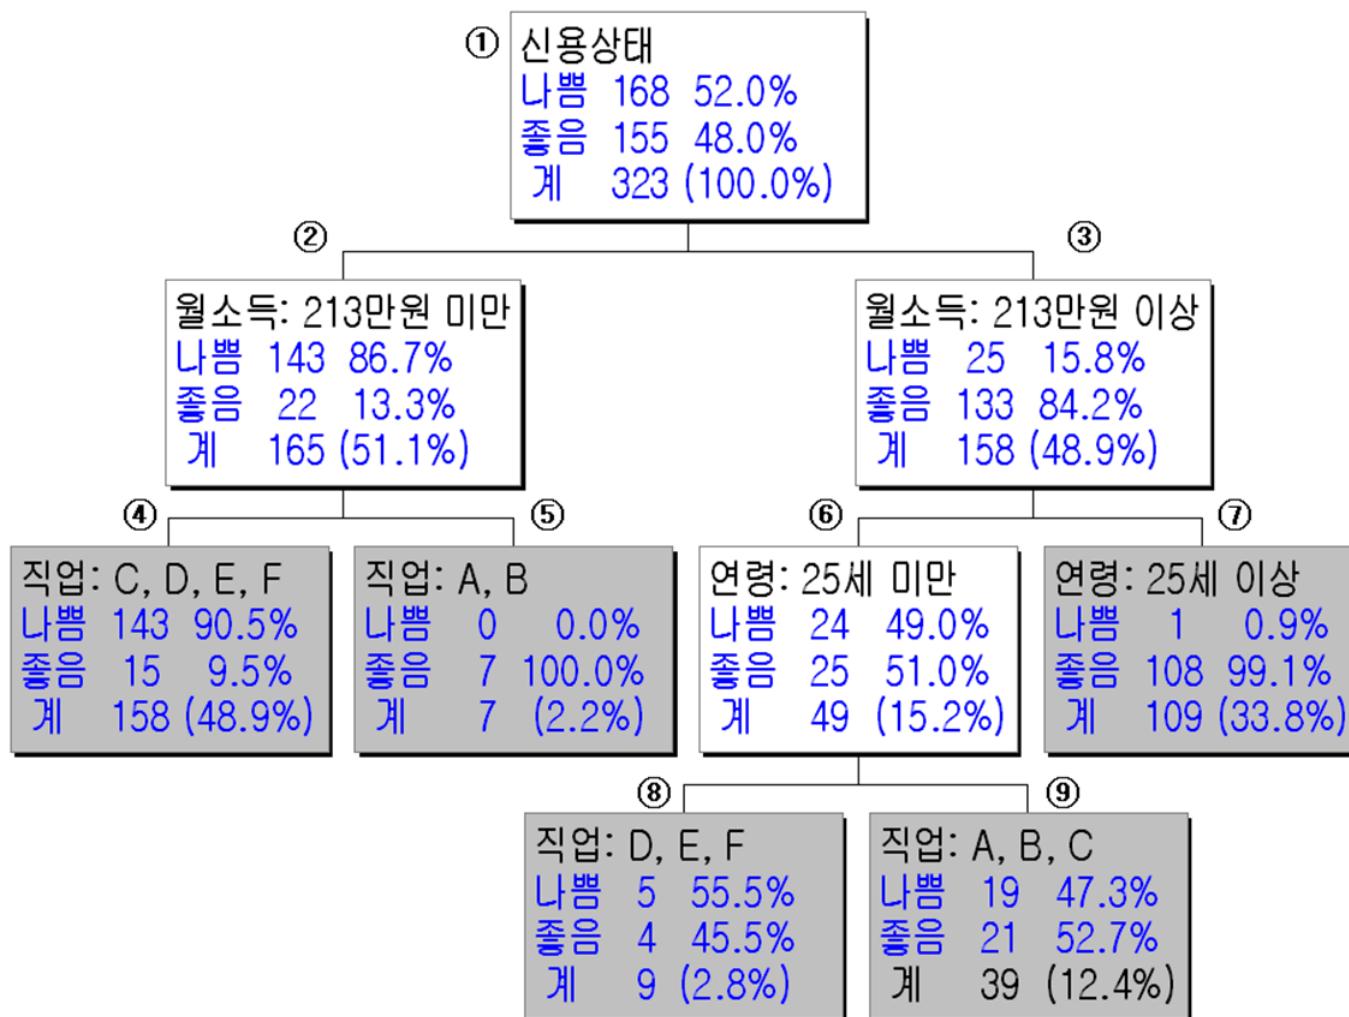 ① 신용상태
나쁨 168 52.0%
좋음 155 48.0%
계 323 (100.0%)
②
월소득: 213만원 미만
나쁨 143 86.7%
좋음 22 13.3%
계 165 (51.1%)
③
월소득: 213만원 이상
나쁨 25 15.8%
좋음 133 84.2%
계 158 (48.9%)
④
직업: C, D, E, F
나쁨 143 90.5%
좋음 15 9.5%
계 158 (48.9%)
⑤
직업: A, B
나쁨 0 0.0%
좋음 7 100.0%
계 7 (2.2%)
⑥
연령: 25세 미만
나쁨 24 49.0%
좋음 25 51.0%
계 49 (15.2%)
⑦
연령: 25세 이상
나쁨 1 0.9%
좋음 108 99.1%
계 109 (33.8%)
⑧
직업: D, E, F
나쁨 5 55.5%
좋음 4 45.5%
계 9 (2.8%)
⑨
직업: A, B, C
나쁨 19 47.3%
좋음 21 52.7%
계 39 (12.4%)